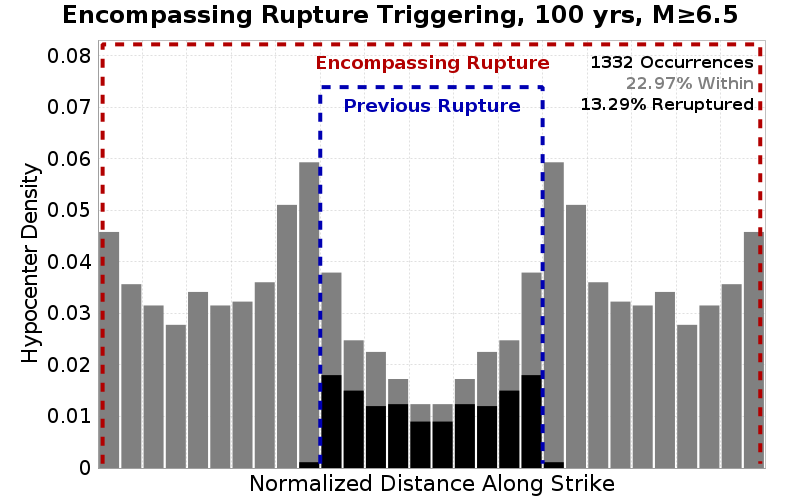 Encompassing Rupture Triggering, 100 yrs, M≥6.5
0.08
0.07
0.06
0.05
0.04
0.03
0.02
0.01
0
Hypocenter Density
Encompassing Rupture
Previous Rupture
1332 Occurrences
22.97% Within
13.29% Reruptured
Normalized Distance Along Strike